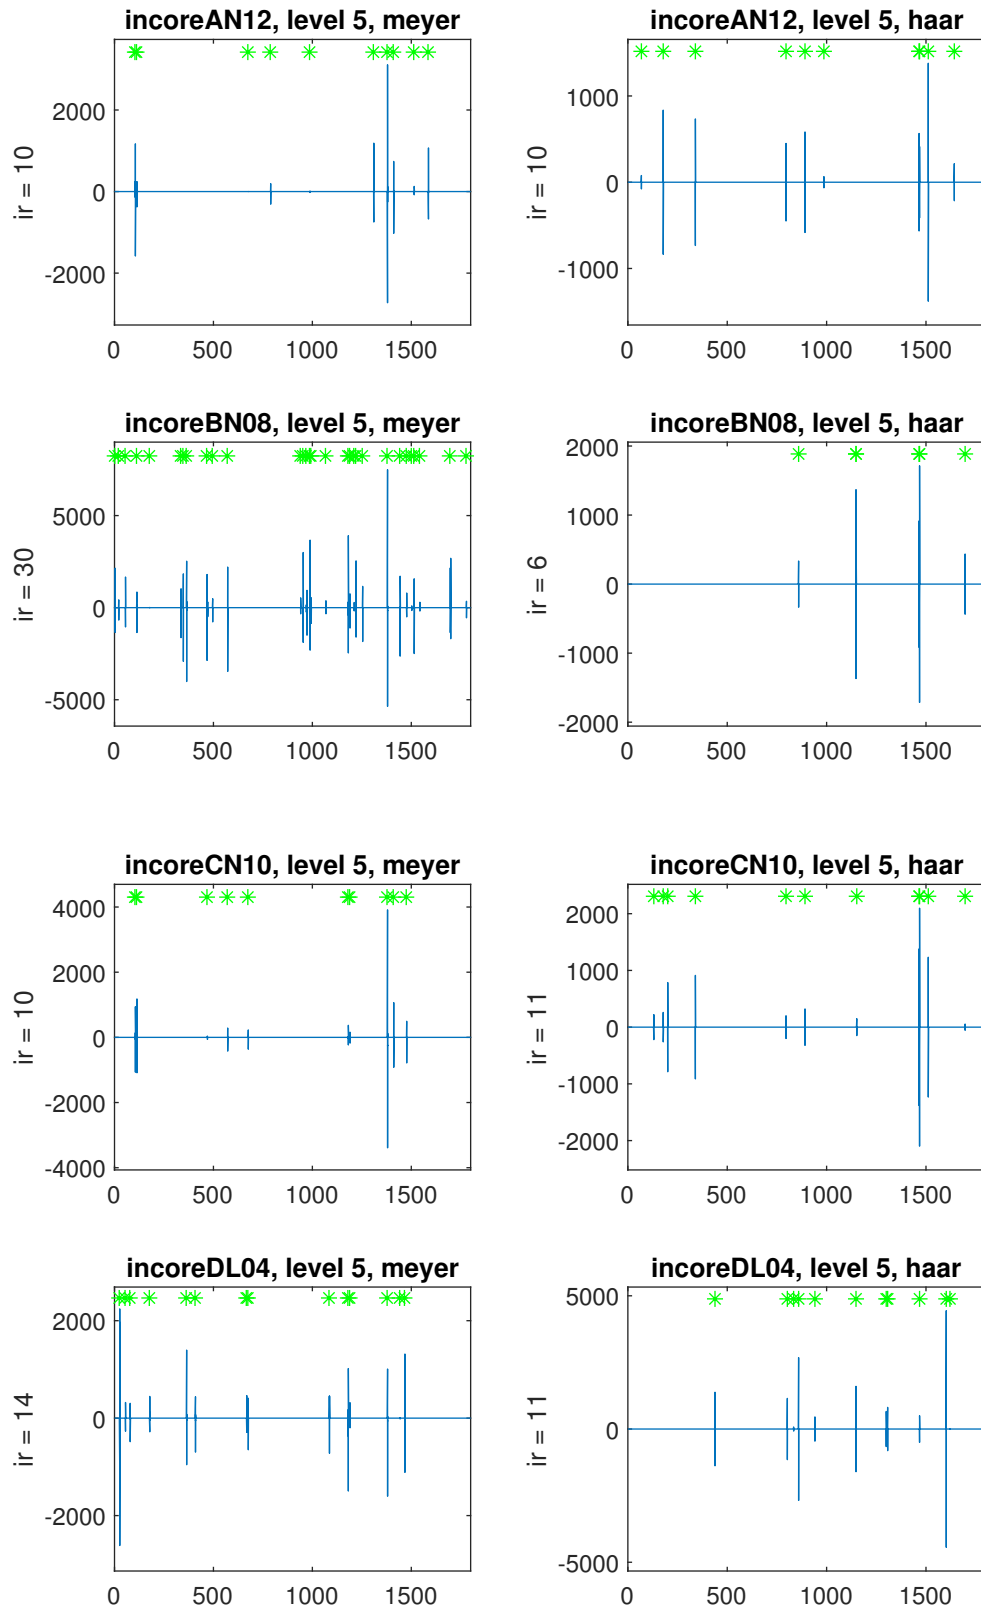 incoreAN12, level 5, meyer
2000
0
-2000
ir = 10
0 500 1000 1500
incoreAN12, level 5, haar
1000
0
-1000
ir = 10
0 500 1000 1500
incoreBN08, level 5, meyer
5000
0
-5000
ir = 30
0 500 1000 1500
incoreBN08, level 5, haar
2000
1000
0
-1000
-2000
ir = 6
0 500 1000 1500
incoreCN10, level 5, meyer
4000
2000
0
-2000
-4000
ir = 10
0 500 1000 1500
incoreCN10, level 5, haar
2000
1000
0
-1000
-2000
ir = 11
0 500 1000 1500
incoreDL04, level 5, meyer
2000
0
-2000
ir = 14
0 500 1000 1500
incoreDL04, level 5, haar
5000
0
-5000
ir = 11
0 500 1000 1500